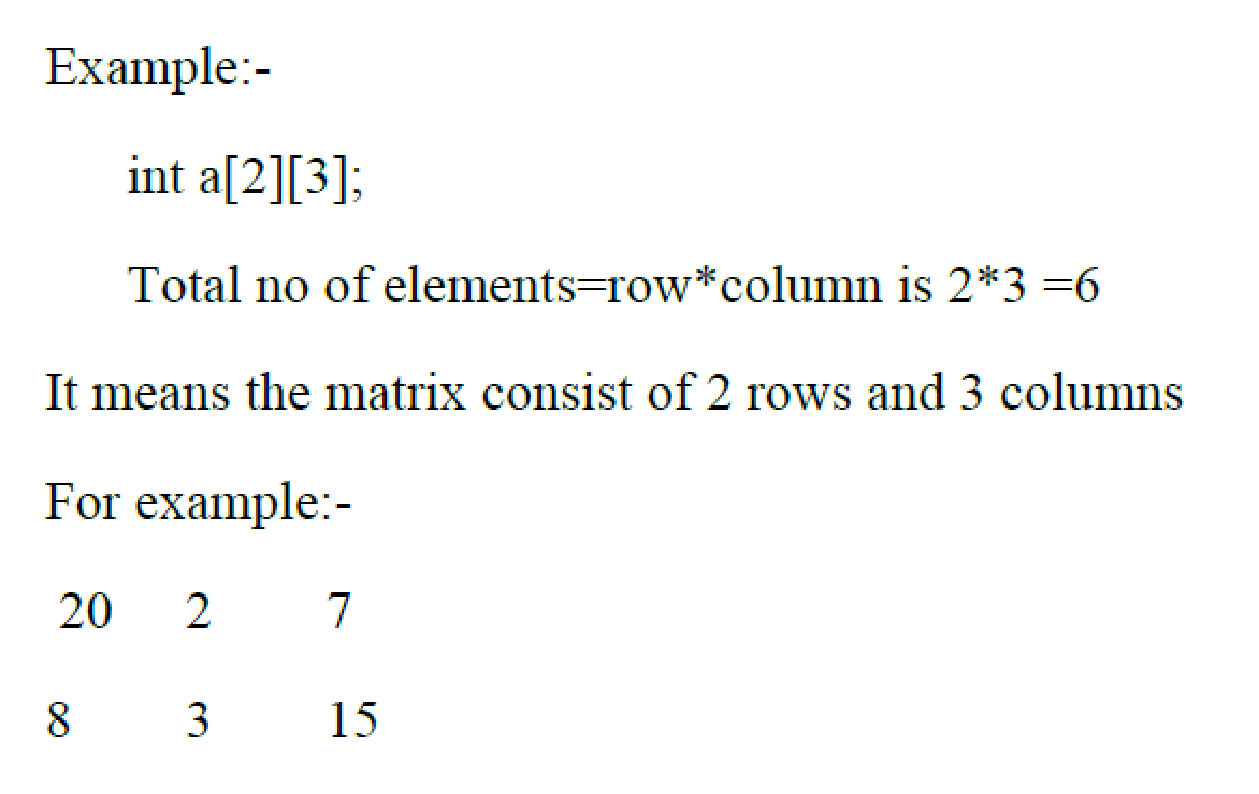 Example:-
int a[2][3];
Total no of elements=row*column is 2*3 =6
It means the matrix consist of 2 rows and 3 columns
For example:-
20 2 7
8 3 15